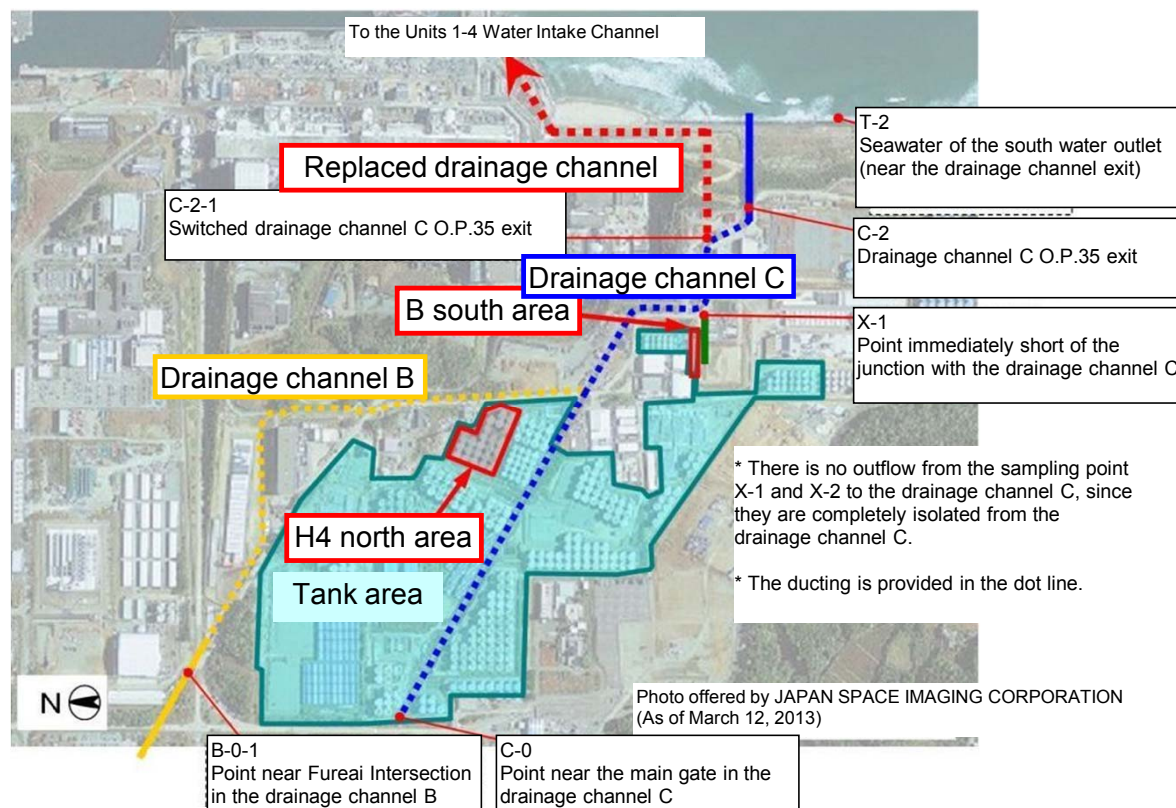 To the Units 1-4 Water Intake Channel
T-2
Seawater of the south water outlet
(near the drainage channel exit)
Replaced drainage channel
C-2-1
Switched drainage channel C O.P.35 exit
C-2
Drainage channel C O.P.35 exit
Drainage channel C
B south area
X-1
Point immediately short of the
junction with the drainage channel C
Drainage channel B
* There is no outflow from the sampling point
X-1 and X-2 to the drainage channel C, since
they are completely isolated from the
drainage channel C.
* The ducting is provided in the dot line.
H4 north area
Tank area
N
Photo offered by JAPAN SPACE IMAGING CORPORATION
(As of March 12, 2013)
B-0-1
Point near Fureai Intersection
in the drainage channel B
C-0
Point near the main gate in the
drainage channel C